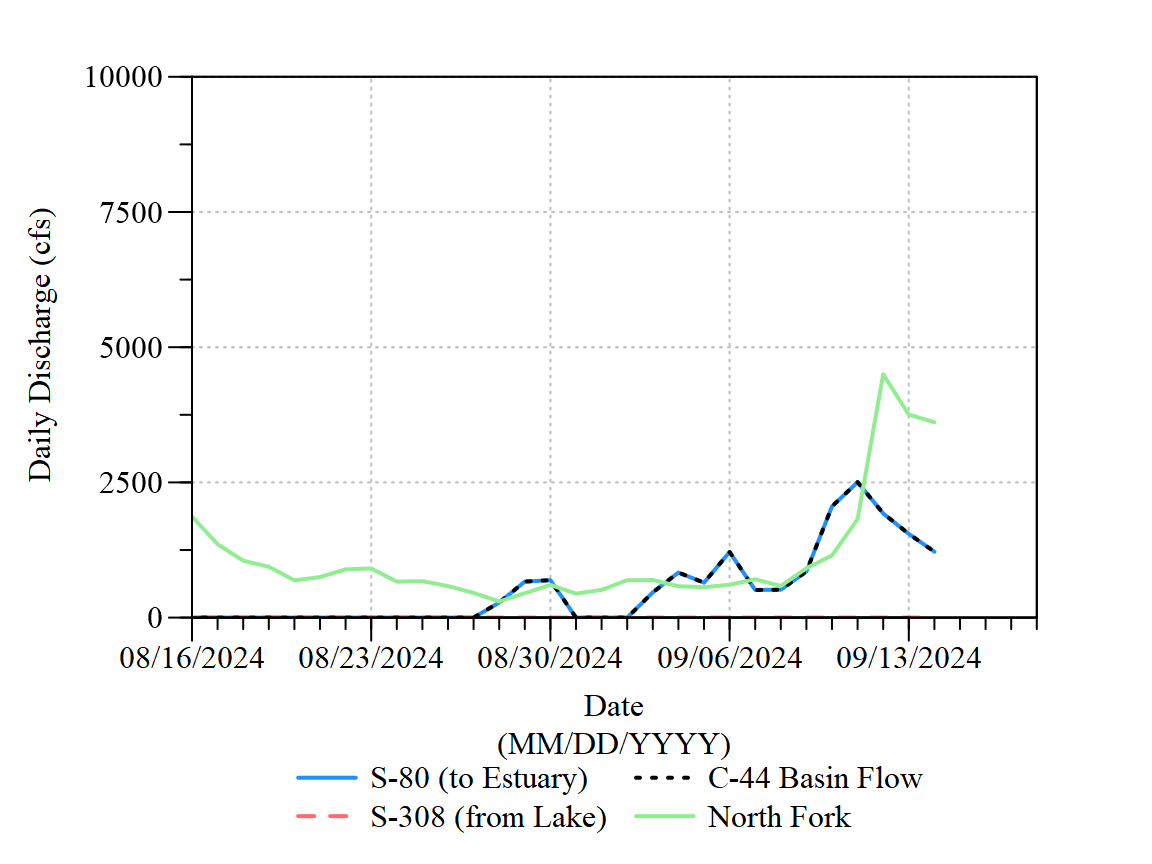 10000
7500
5000
2500
0
Daily Discharge (cfs)
08/16/2024 08/23/2024 08/30/2024 09/06/2024 09/13/2024
Date
(MM/DD/YYYY)
S-80 (to Estuary) C-44 Basin Flow
S-308 (from Lake) North Fork